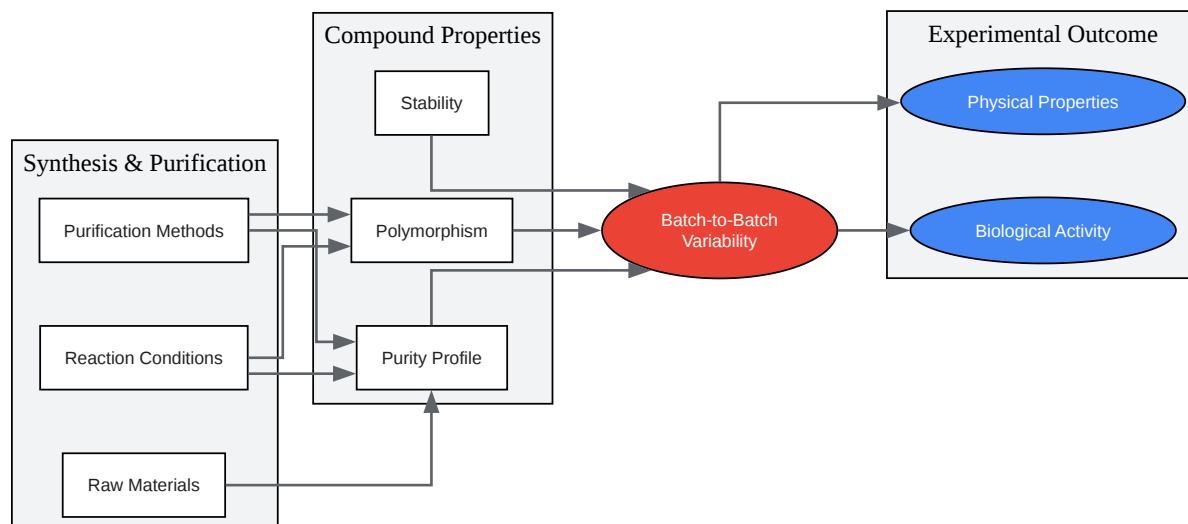 Synthesis & Purification
Purification Methods
Reaction Conditions
Raw Materials
Compound Properties
Stability
Polymorphism
Purity Profile
Batch-to-Batch
Variability
Experimental Outcome
Physical Properties
Biological Activity